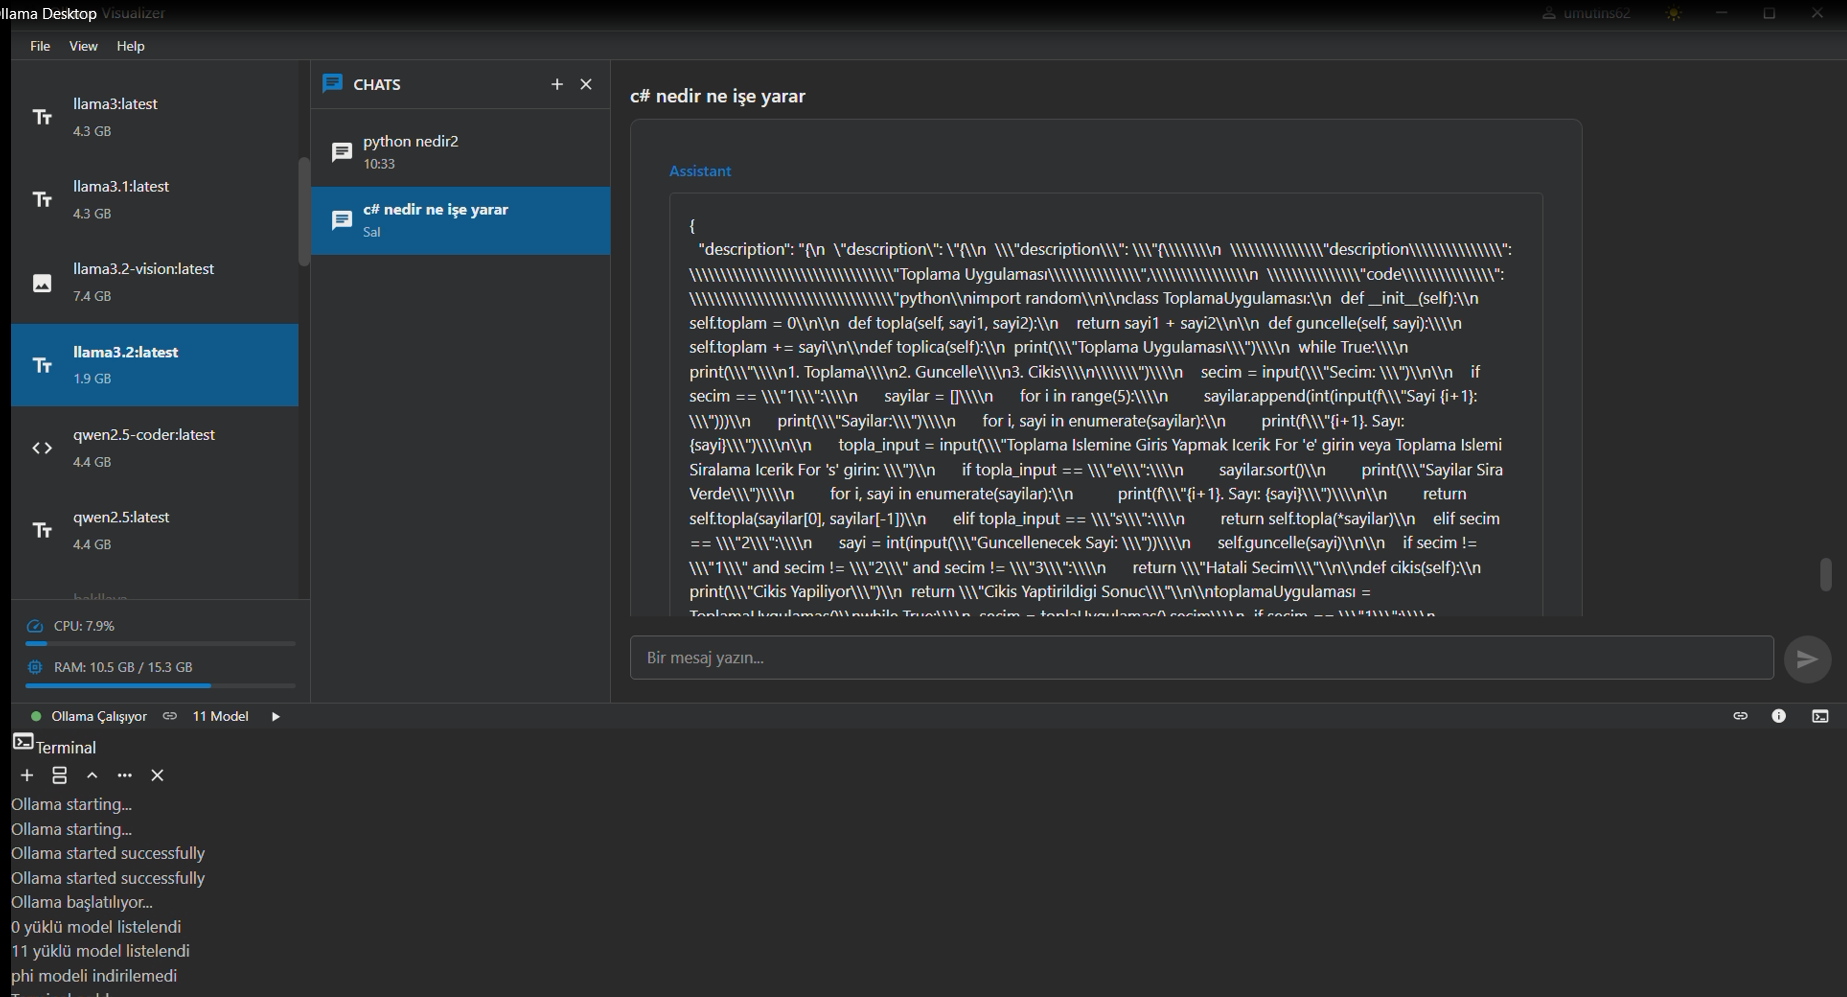 llama Desktop Visualizer
umutins62
File View Help
llama3:latest
4.3 GB
llama3.1:latest
4.3 GB
llama3.2-vision:latest
7.4 GB
llama3.2:latest
1.9 GB
qwen2.5-coder:latest
4.4 GB
qwen2.5:latest
4.4 GB
CPU: 7.9%
RAM: 10.5 GB / 15.3 GB
CHATS
python nedir2
10:33
c# nedir ne işe yarar
Sal
c# nedir ne işe yarar
Assistant
{
"description": "{\n \"description\": \"{\\n \\\"description\\\": \\\"{\\\\\\\\n \\\\\\\\\\\\\\\"description\\\\\\\\\\\\\\\":
\\\\\\\\\\\\\\\\\\\\\\\\\\\\\\\"Toplama Uygulaması\\\\\\\\\\\\\\\",\\\\\\\\\\\\\\\\n \\\\\\\\\\\\\\\"code\\\\\\\\\\\\\\\":
\\\\\\\\\\\\\\\\\\\\\\\\\\\\\\\"python\\nimport random\\n\\nclass ToplamaUygulaması:\\n def __init__(self):\\n
self.toplam = 0\\n\\n def topla(self, sayi1, sayi2):\\n return sayi1 + sayi2\\n\\n def guncelle(self, sayi):\\\\n
self.toplam += sayi\\n\\ndef toplica(self):\\n print(\\\"Toplama Uygulaması\\\")\\\\n while True:\\\\n
print(\\\"\\\\n1. Toplama\\\\n2. Guncelle\\\\n3. Cikis\\\\n\\\\\\\")\\\\n secim = input(\\\"Secim: \\\")\\n\\n if
secim == \\\"1\\\":\\\\n sayilar = []\\\\n for i in range(5):\\\\n sayilar.append(int(input(f\\\"Sayi {i+1}:
\\\")))\\n print(\\\"Sayilar:\\\")\\\\n for i, sayi in enumerate(sayilar):\\n print(f\\\"{i+1}. Sayı:
{sayi}\\\")\\\\n\\n topla_input = input(\\\"Toplama Islemine Giris Yapmak Icerik For 'e' girin veya Toplama Islemi
Siralama Icerik For 's' girin: \\\")\\n if topla_input == \\\"e\\\":\\\\n sayilar.sort()\\n print(\\\"Sayilar Sira
Verde\\\")\\\\n for i, sayi in enumerate(sayilar):\\n print(f\\\"{i+1}. Sayı: {sayi}\\\")\\\\n\\n return
self.topla(sayilar[0], sayilar[-1])\\n elif topla_input == \\\"s\\\":\\\\n return self.topla(*sayilar)\\n elif secim
== \\\"2\\\":\\\\n sayi = int(input(\\\"Guncellenecek Sayi: \\\"))\\\\n self.guncelle(sayi)\\n\\n if secim !=
\\\"1\\\" and secim != \\\"2\\\" and secim != \\\"3\\\":\\\\n return \\\"Hatali Secim\\\"\\n\\ndef cikis(self):\\n
print(\\\"Cikis Yapiliyor\\\")\\n return \\\"Cikis Yaptirildigi Sonuc\\\"\\n\\ntoplamaUygulaması =
Bir mesaj yazın...
Ollama Çalışıyor 11 Model
Terminal
Ollama starting...
Ollama starting...
Ollama started successfully
Ollama started successfully
Ollama başlatılıyor...
0 yüklü model listelendi
11 yüklü model listelendi
phi modeli indirilemedi